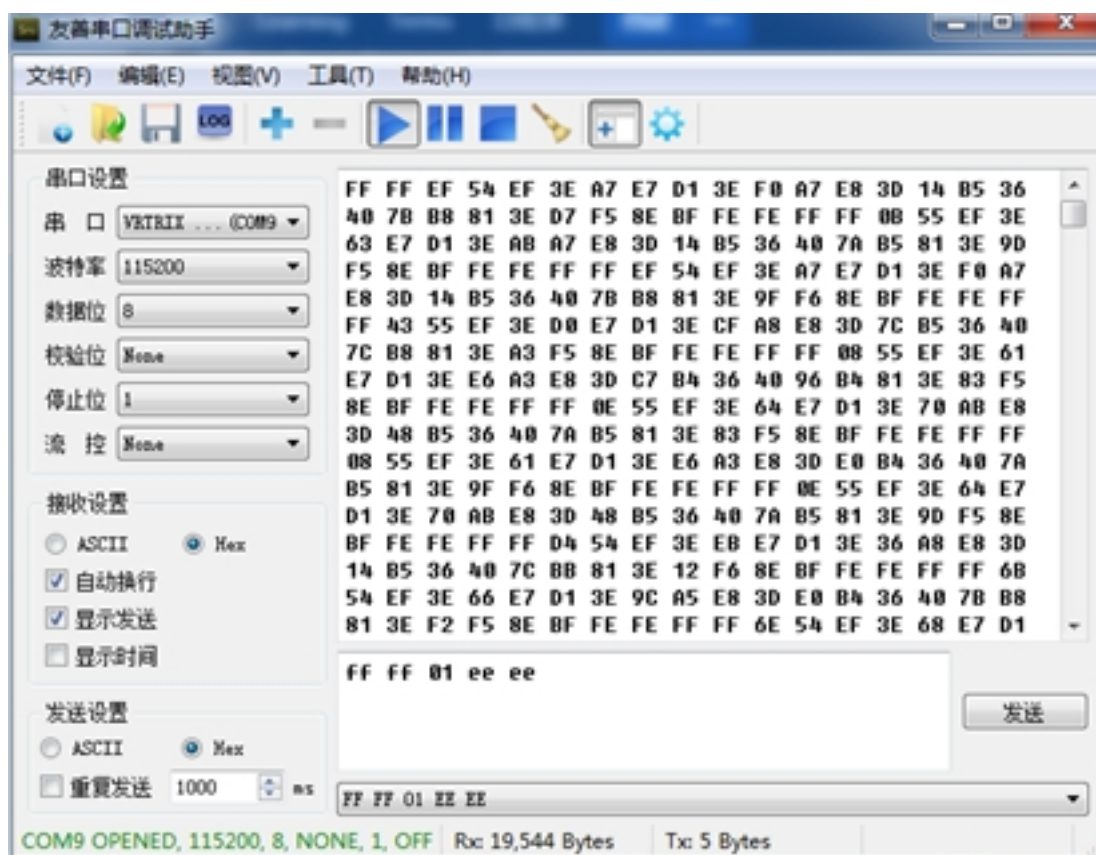 友善串口调试助手
文件(F) 编辑(E) 视图(V) 工具(T) 帮助(H)
LOG
串口设置
串 口 VRTRIX ... (COM9
波特率 115200
数据位 8
校验位 None
停止位 1
流 控 None
接收设置
ASCII Hex
自动换行
显示发送
显示时间
发送设置
ASCII Hex
重复发送 1000 ms
FF FF EF 54 EF 3E A7 E7 D1 3E F0 A7 E8 3D 14 B5 36
40 7B B8 81 3E D7 F5 8E BF FE FE FF FF 0B 55 EF 3E
63 E7 D1 3E AB A7 E8 3D 14 B5 36 40 7A B5 81 3E 9D
F5 8E BF FE FE FF FF EF 54 EF 3E A7 E7 D1 3E F0 A7
E8 3D 14 B5 36 40 7B B8 81 3E 9F F6 8E BF FE FE FF
FF 43 55 EF 3E D0 E7 D1 3E CF A8 E8 3D 7C B5 36 40
7C B8 81 3E A3 F5 8E BF FE FE FF FF 08 55 EF 3E 61
E7 D1 3E E6 A3 E8 3D C7 B4 36 40 96 B4 81 3E 83 F5
8E BF FE FE FF FF 0E 55 EF 3E 64 E7 D1 3E 70 AB E8
3D 48 B5 36 40 7A B5 81 3E 83 F5 8E BF FE FE FF FF
08 55 EF 3E 61 E7 D1 3E E6 A3 E8 3D E0 B4 36 40 7A
B5 81 3E 9F F6 8E BF FE FE FF FF 0E 55 EF 3E 64 E7
D1 3E 70 AB E8 3D 48 B5 36 40 7A B5 81 3E 9D F5 8E
BF FE FE FF FF D4 54 EF 3E EB E7 D1 3E 36 A8 E8 3D
14 B5 36 40 7C BB 81 3E 12 F6 8E BF FE FE FF FF 6B
54 EF 3E 66 E7 D1 3E 9C A5 E8 3D E0 B4 36 40 7B B8
81 3E F2 F5 8E BF FE FE FF FF 6E 54 EF 3E 68 E7 D1
ff ff 01 ee ee
发送
FF FF 01 EE EE
COM9 OPENED, 115200, 8, NONE, 1, OFF Rx: 19,544 Bytes Tx: 5 Bytes